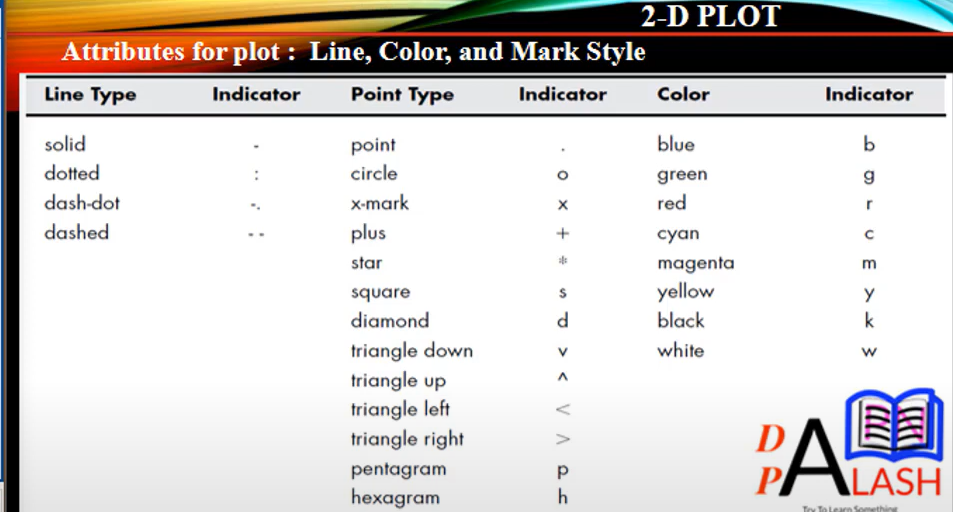 2-D PLOT
Attributes for plot : Line, Color, and Mark Style
Line Type Indicator Point Type Indicator Color Indicator
solid - point . blue b
dotted : circle o green g
dash-dot -. x-mark x red r
dashed -- plus + cyan c
star * magenta m
square s yellow y
diamond d black k
triangle down v white w
triangle up ^
triangle left <
triangle right >
pentagram p
hexagram h
D
PALASH
Try To Learn Something